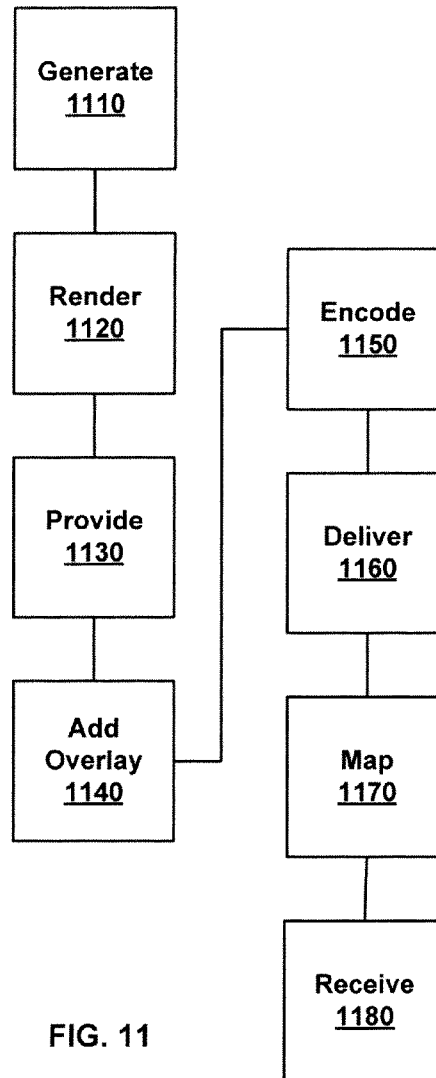 Generate
1110
Render
1120
Provide
1130
Add
Overlay
1140
Encode
1150
Deliver
1160
Map
1170
Receive
1180
FIG. 11